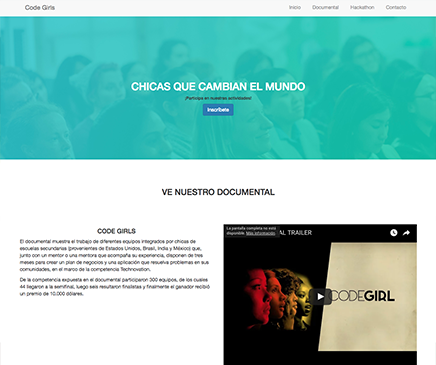 Code Girls
Inicio Documental Hackathon Contacto
CHICAS QUE CAMBIAN EL MUNDO
¡Participa en nuestras actividades!
Inscríbete
VE NUESTRO DOCUMENTAL
CODE GIRLS
El documental muestra el trabajo de diferentes equipos integrados por chicas de
escuelas secundarias (provenientes de Estados Unidos, Brasil, India y México) que,
junto con un mentor o una mentora que acompaña su experiencia, disponen de tres
meses para crear un plan de negocios y una aplicación que resuelva problemas en sus
comunidades, en el marco de la competencia Technovation.
De la competencia expuesta en el documental participaron 300 equipos, de los cuales
44 llegaron a la semifinal, luego seis resultaron finalistas y finalmente el ganador recibió
un premio de 10.000 dólares.
La pantalla completa no está
disponible. Más información
AL TRAILER
CODEGIRL